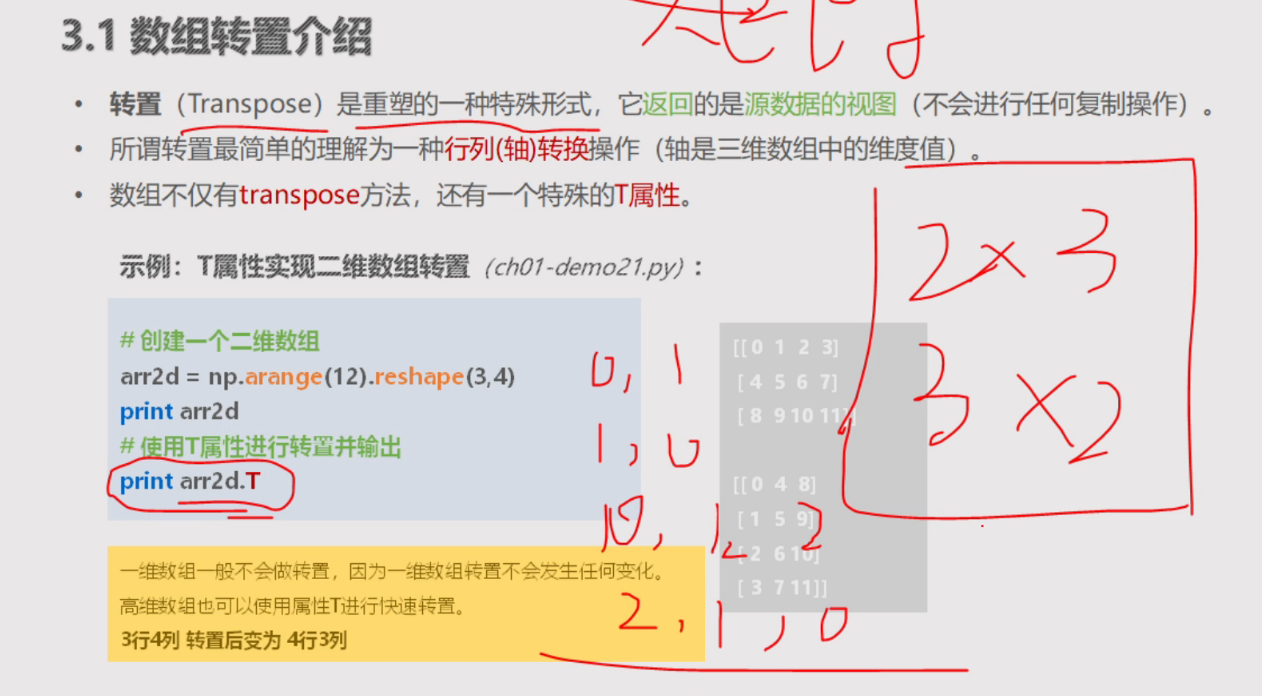 3.1 数组转置介绍
• 转置（Transpose）是重塑的一种特殊形式，它返回的是源数据的视图（不会进行任何复制操作）。
• 所谓转置最简单的理解为一种行列(轴)转换操作（轴是三维数组中的维度值）。
• 数组不仅有transpose方法，还有一个特殊的T属性。
2 × 3
3 × 2
示例：T属性实现二维数组转置（ch01-demo21.py）：
# 创建一个二维数组
arr2d = np.arange(12).reshape(3,4)
print arr2d
# 使用T属性进行转置并输出
print arr2d.T
0, 1
1, 0
2, 1, 0
[[ 0 1 2 3]
[ 4 5 6 7]
[ 8 9 10 11]]
[[ 0 4 8]
[ 1 5 9]
[ 2 6 10]
[ 3 7 11]]
一维数组一般不会做转置，因为一维数组转置不会发生任何变化。
高维数组也可以使用属性T进行快速转置。
3行4列 转置后变为 4行3列